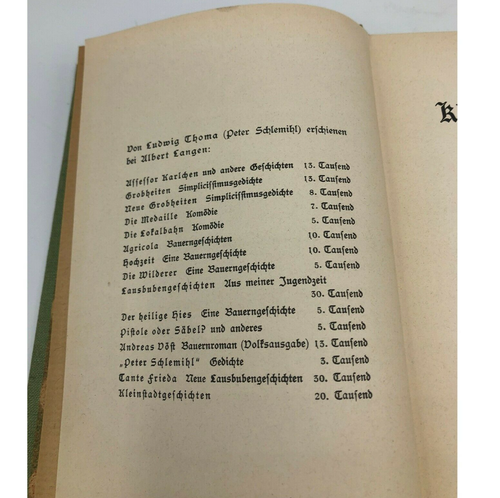 Von Ludwig Thoma (Peter Schlemihl) erschienen
bei Albert Langen:
Assessor Karlchen und andere Geschichten 13. Tausend
Grobheiten Simplicissimusgedichte 13. Tausend
Neue Grobheiten Simplicissimusgedichte 8. Tausend
Die Medaille Komödie 7. Tausend
Die Lokalbahn Komödie 5. Tausend
Agricola Bauerngeschichten 10. Tausend
Hochzeit Eine Bauerngeschichte 10. Tausend
Die Wilderer Eine Bauerngeschichte 5. Tausend
Lausbubengeschichten Aus meiner Jugendzeit
30. Tausend
Der heilige Hies Eine Bauerngeschichte 5. Tausend
Pistole oder Säbel? und anderes 5. Tausend
Andreas Vöst Bauernroman (Volksausgabe) 13. Tausend
„Peter Schlemihl“ Gedichte 3. Tausend
Tante Frieda Neue Lausbubengeschichten 30. Tausend
Kleinstadtgeschichten 20. Tausend